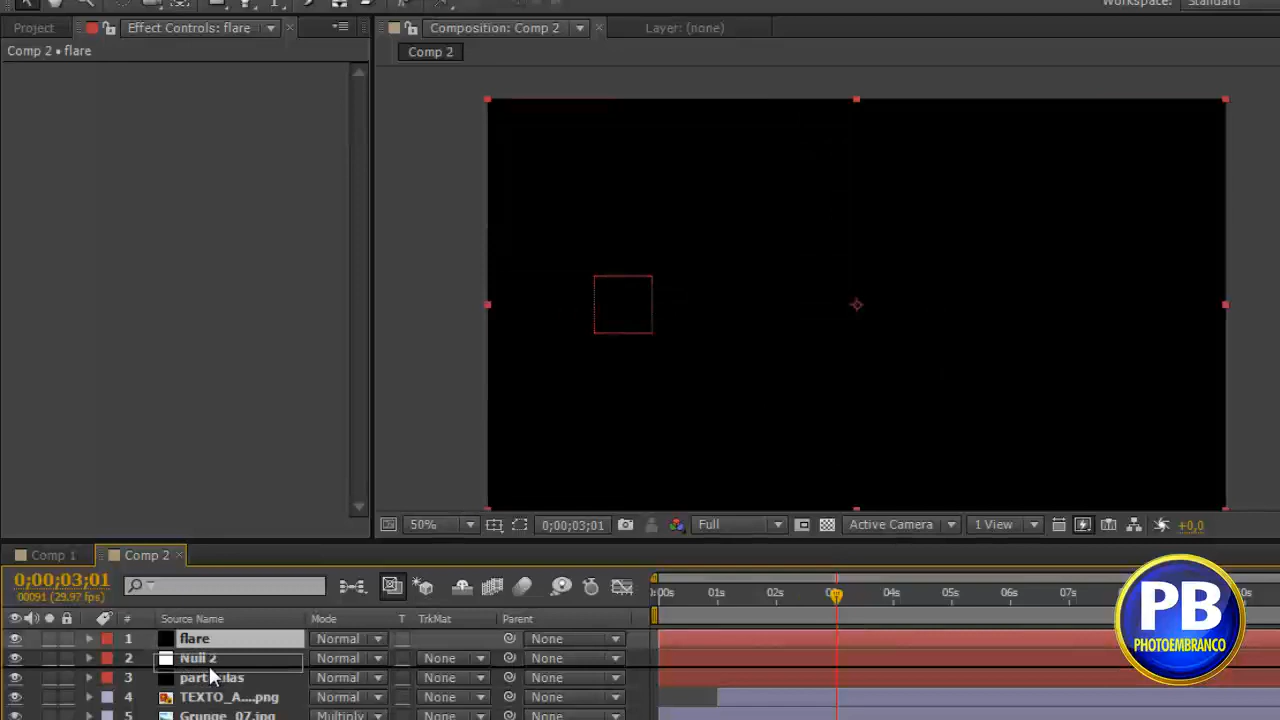 Workspace: Standard
Project
Effect Controls: flare
Composition: Comp 2
Layer: (none)
Comp 2 • flare
Comp 2
50%
0;00;03;01
Full
Active Camera
1 View
+0,0
Comp 1
Comp 2
0;00;03;01
00091 (29.97 fps)
:00s 01s 02s 04s 05s 06s 07s 0s
# Source Name Mode T TrkMat Parent
1 flare Normal None
2 Null 2 Normal None None
3 particulas Normal None None
4 TEXTO_A....png Normal None None
5 Grunge_07.jpg Multiply None None
PB
PHOTOEMBRANCO